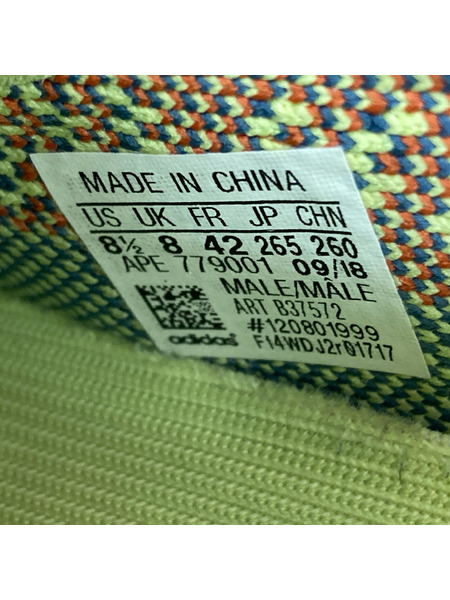 MADE IN CHINA
US UK FR JP CHN
8½ 8 42 265 260
APE 779001 09/18
MALE/MÂLE
ART B37572
#120801999
adidas F14WDJ2r01717